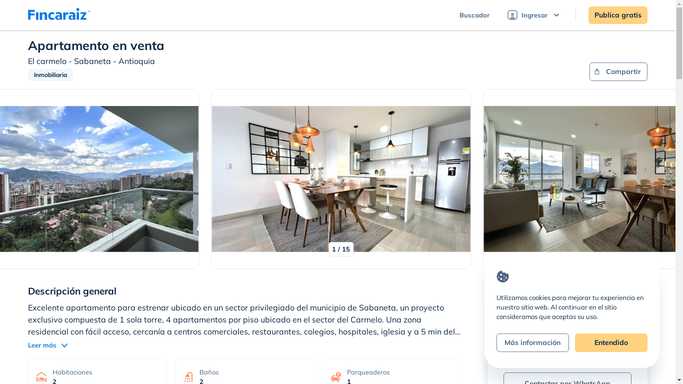 Fincaraiz
Buscador
Ingresar
Publica gratis
Apartamento en venta
El carmelo - Sabaneta - Antioquia
Inmobiliaria
Compartir
1 / 15
Descripción general
Excelente apartamento para estrenar ubicado en un sector privilegiado del municipio de Sabaneta, un proyecto
exclusivo compuesto de 1 sola torre, 4 apartamentos por piso ubicado en el sector del Carmelo. Una zona
residencial con fácil acceso, cercanía a centros comerciales, restaurantes, colegios, hospitales, iglesia y a 5 min del...
Leer más
Habitaciones
2
Baños
2
Parqueaderos
1
Utilizamos cookies para mejorar tu experiencia en
nuestro sitio web. Al continuar en el sitio
consideramos que aceptas su uso.
Más información
Entendido
Contactar por WhatsApp